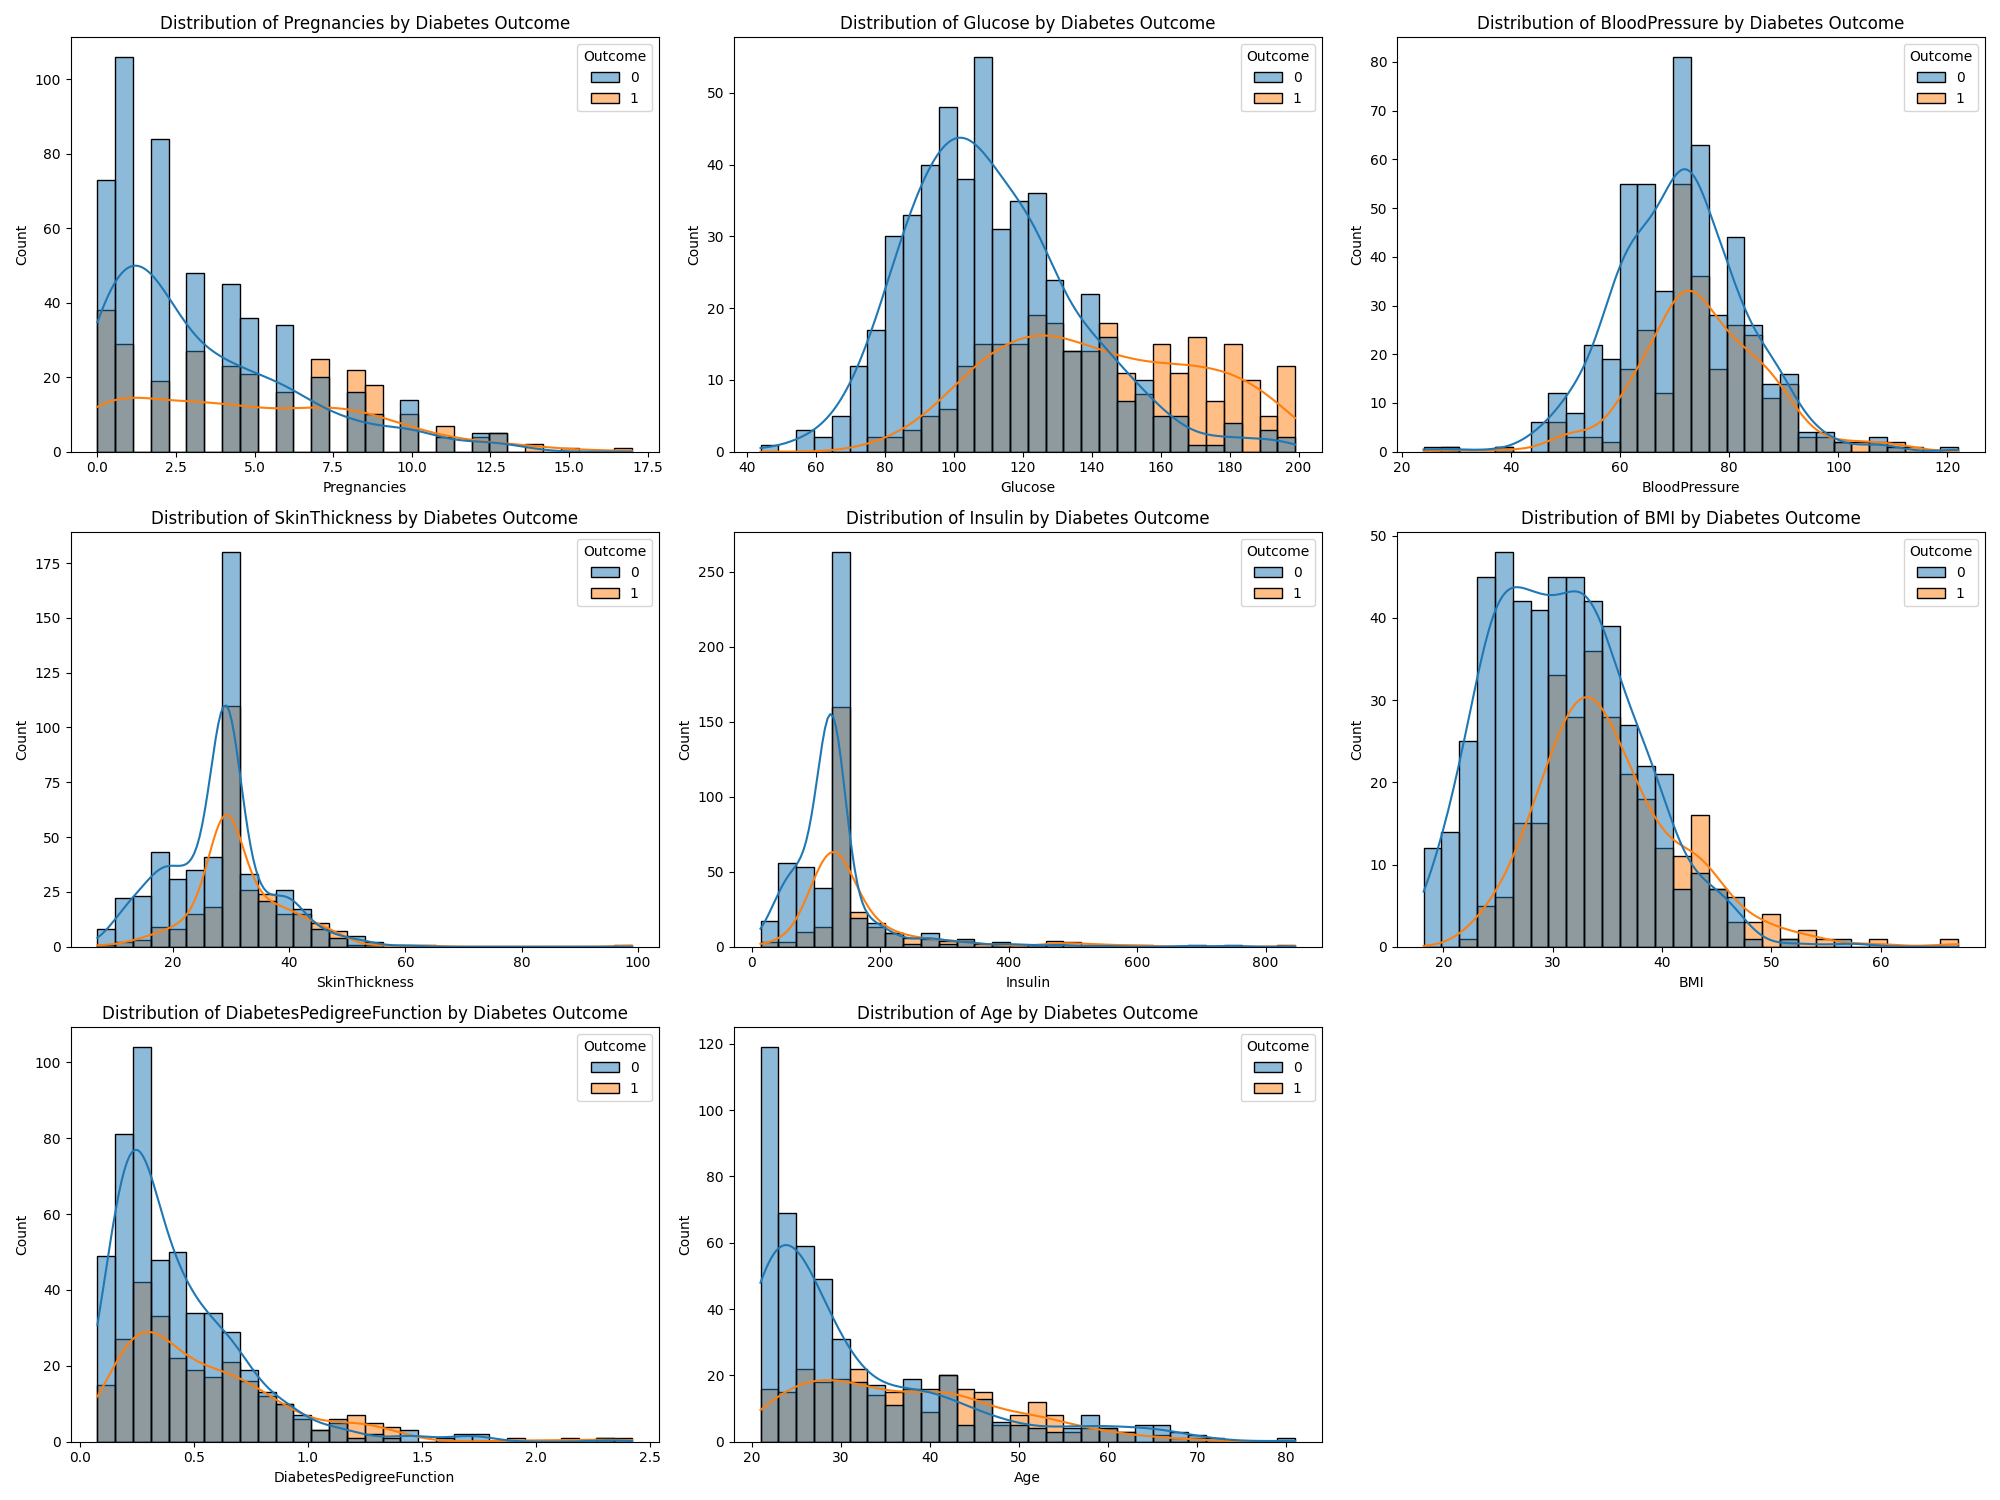 Distribution of Pregnancies by Diabetes Outcome
Outcome
0
1
100
80
60
40
20
0
Count
0.0 2.5 5.0 7.5 10.0 12.5 15.0 17.5
Pregnancies
Distribution of Glucose by Diabetes Outcome
Outcome
0
1
50
40
30
20
10
0
Count
40 60 80 100 120 140 160 180 200
Glucose
Distribution of BloodPressure by Diabetes Outcome
Outcome
0
1
80
70
60
50
40
30
20
10
0
Count
20 40 60 80 100 120
BloodPressure
Distribution of SkinThickness by Diabetes Outcome
Outcome
0
1
175
150
125
100
75
50
25
0
Count
20 40 60 80 100
SkinThickness
Distribution of Insulin by Diabetes Outcome
Outcome
0
1
250
200
150
100
50
0
Count
0 200 400 600 800
Insulin
Distribution of BMI by Diabetes Outcome
Outcome
0
1
50
40
30
20
10
0
Count
20 30 40 50 60
BMI
Distribution of DiabetesPedigreeFunction by Diabetes Outcome
Outcome
0
1
100
80
60
40
20
0
Count
0.0 0.5 1.0 1.5 2.0 2.5
DiabetesPedigreeFunction
Distribution of Age by Diabetes Outcome
Outcome
0
1
120
100
80
60
40
20
0
Count
20 30 40 50 60 70 80
Age